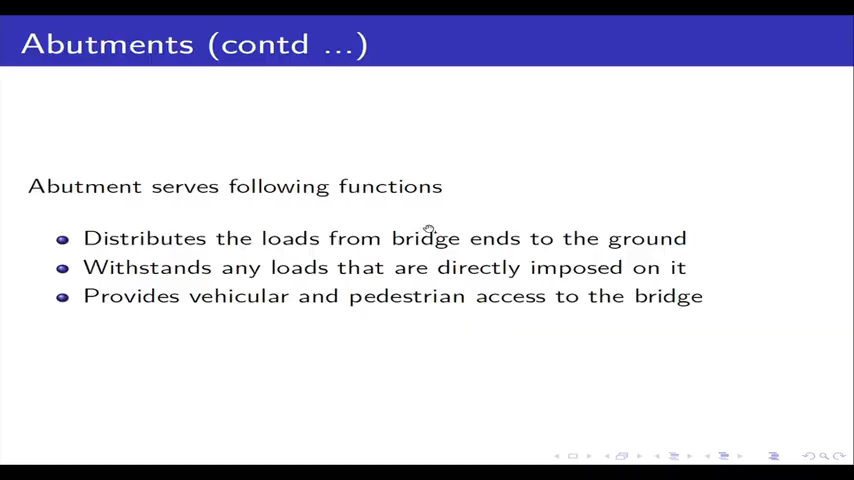 Abutments (contd ...)
Abutment serves following functions
Distributes the loads from bridge ends to the ground
Withstands any loads that are directly imposed on it
Provides vehicular and pedestrian access to the bridge